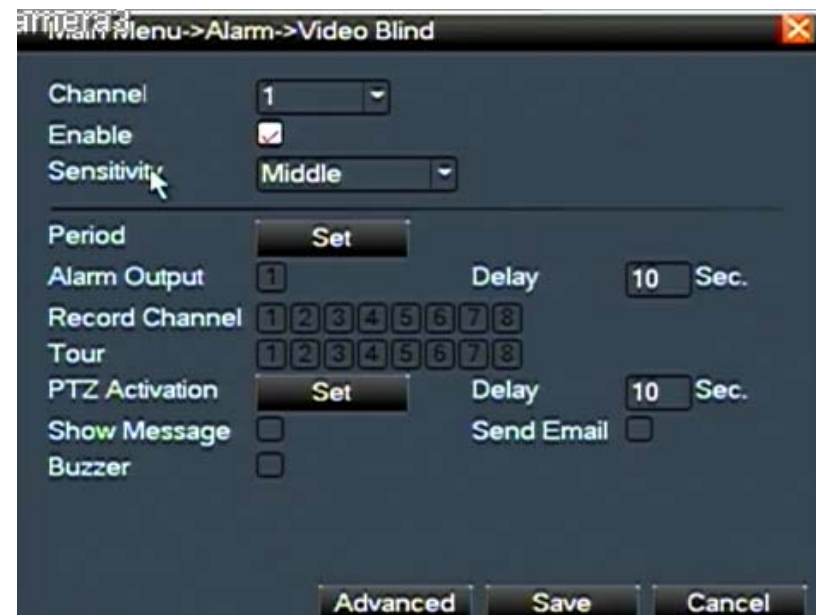 amera3
Main Menu->Alarm->Video Blind
Channel 1
Enable
Sensitivity Middle
Period Set
Alarm Output 1 Delay 10 Sec.
Record Channel 1 2 3 4 5 6 7 8
Tour 1 2 3 4 5 6 7 8
PTZ Activation Set Delay 10 Sec.
Show Message Send Email
Buzzer
Advanced Save Cancel